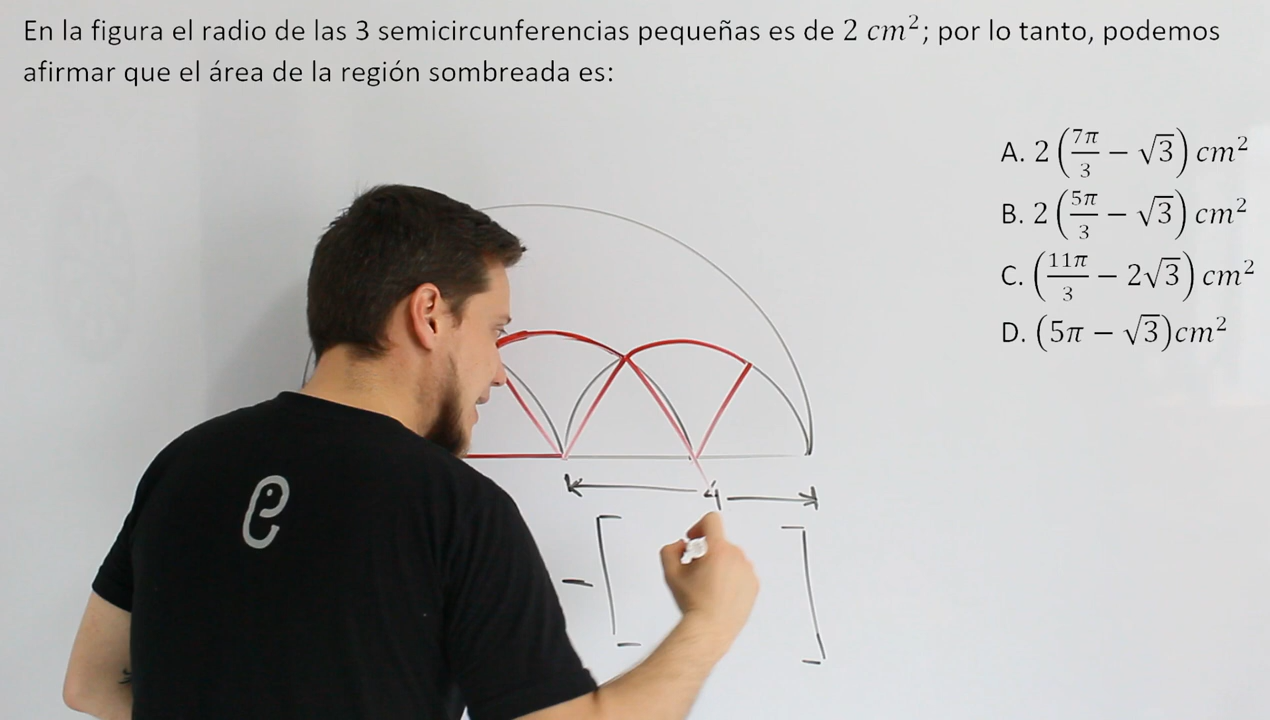 En la figura el radio de las 3 semicircunferencias pequeñas es de 2 cm²; por lo tanto, podemos
afirmar que el área de la región sombreada es:
A. 2 (7π/3 − √3) cm²
B. 2 (5π/3 − √3) cm²
C. (11π/3 − 2√3) cm²
D. (5π − √3)cm²
4
− [ ]
e